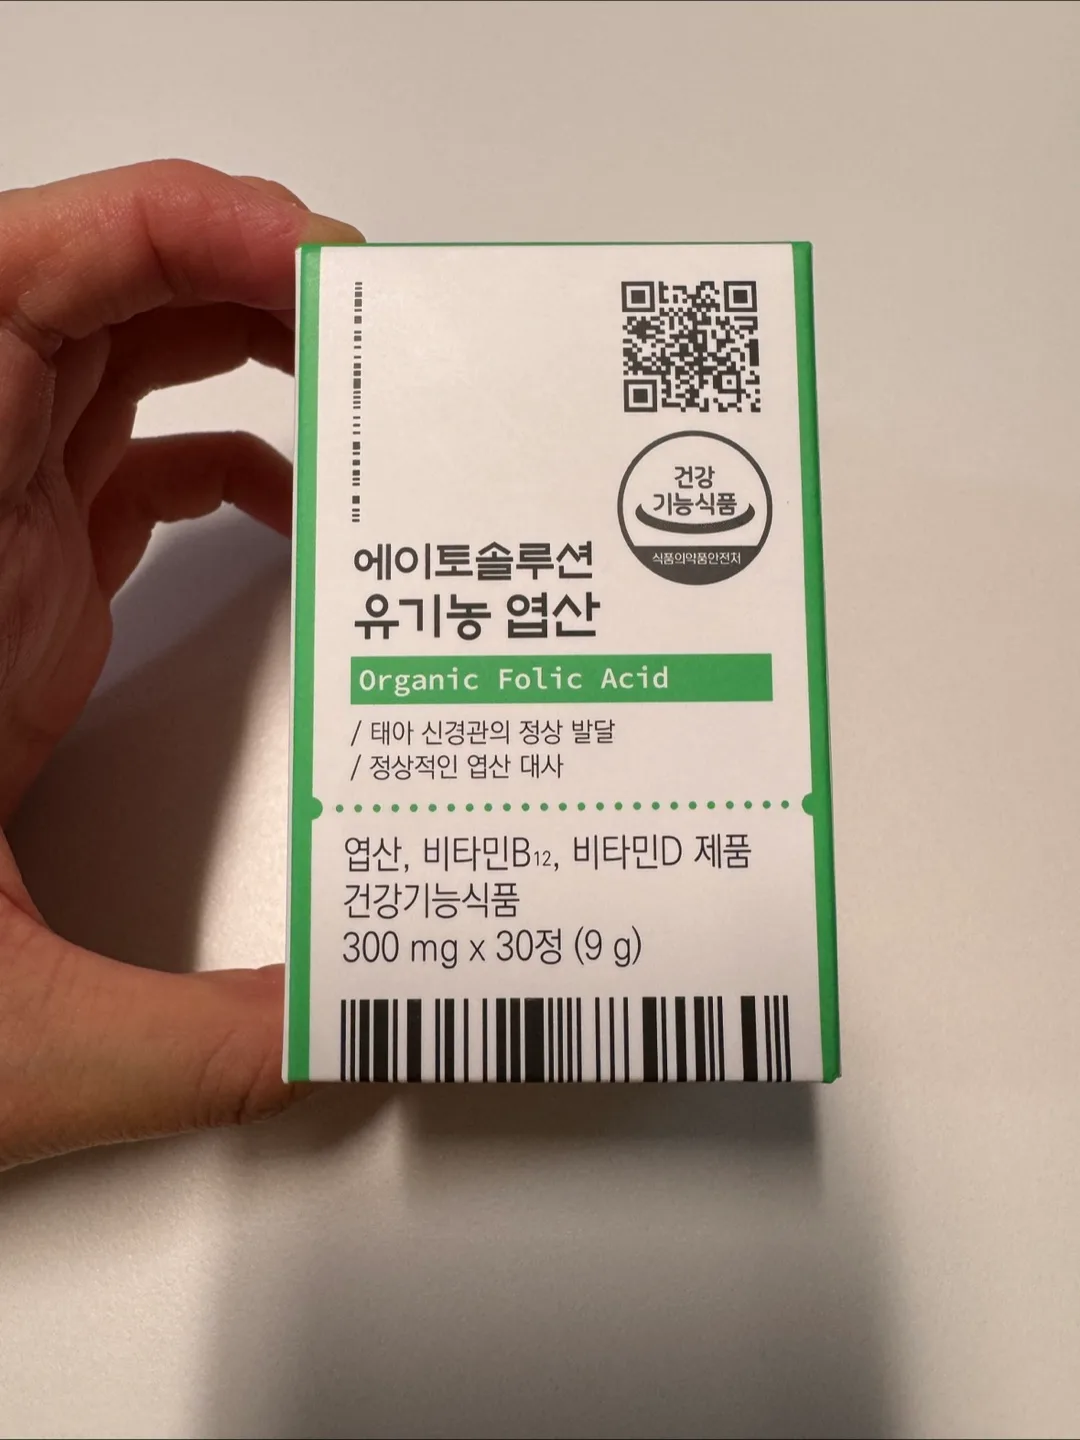 건강
기능식품
식품의약품안전처
에이토솔루션
유기농 엽산
Organic Folic Acid
/ 태아 신경관의 정상 발달
/ 정상적인 엽산 대사
엽산, 비타민B₁₂, 비타민D 제품
건강기능식품
300 mg x 30정 (9 g)